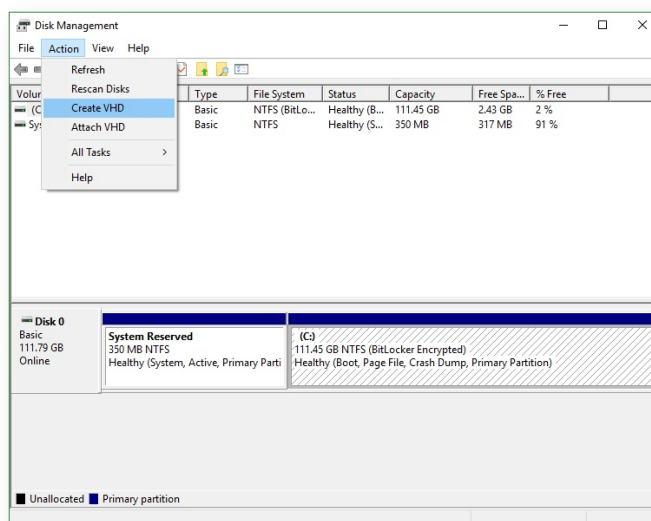 Disk Management
File Action View Help
Refresh
Rescan Disks
Create VHD
Attach VHD
All Tasks >
Help
Type File System Status Capacity Free Spa... % Free
Basic NTFS (BitLo... Healthy (B... 111.45 GB 2.43 GB 2 %
Basic NTFS Healthy (S... 350 MB 317 MB 91 %
Disk 0
Basic
111.79 GB
Online
System Reserved
350 MB NTFS
Healthy (System, Active, Primary Parti
(C:)
111.45 GB NTFS (BitLocker Encrypted)
Healthy (Boot, Page File, Crash Dump, Primary Partition)
Unallocated Primary partition